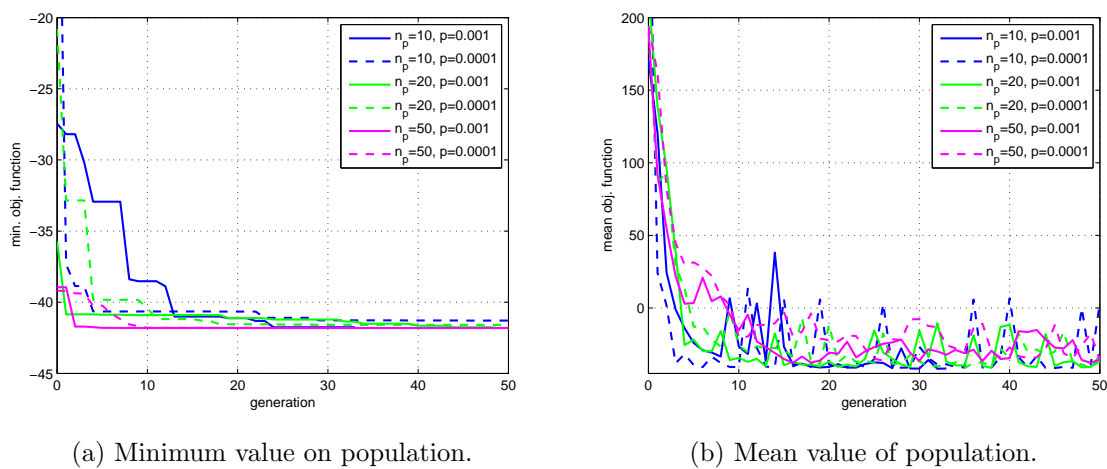 −20
−25
−30
−35
−40
−45
0 10 20 30 40 50
generation
min. obj. function
n_p=10, p=0.001
n_p=10, p=0.0001
n_p=20, p=0.001
n_p=20, p=0.0001
n_p=50, p=0.001
n_p=50, p=0.0001
(a) Minimum value on population.
200
150
100
50
0
0 10 20 30 40 50
generation
mean obj. function
n_p=10, p=0.001
n_p=10, p=0.0001
n_p=20, p=0.001
n_p=20, p=0.0001
n_p=50, p=0.001
n_p=50, p=0.0001
(b) Mean value of population.